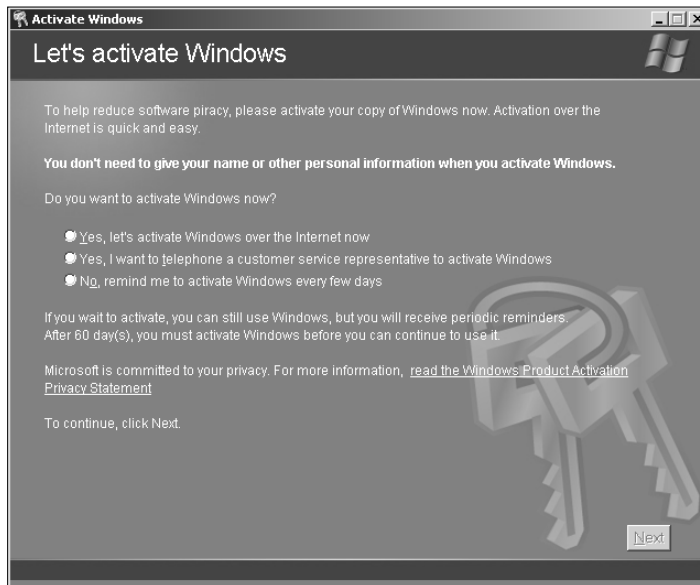 Activate Windows
Let's activate Windows
To help reduce software piracy, please activate your copy of Windows now. Activation over the
Internet is quick and easy.
You don't need to give your name or other personal information when you activate Windows.
Do you want to activate Windows now?
Yes, let's activate Windows over the Internet now
Yes, I want to telephone a customer service representative to activate Windows
No, remind me to activate Windows every few days
If you wait to activate, you can still use Windows, but you will receive periodic reminders.
After 60 day(s), you must activate Windows before you can continue to use it.
Microsoft is committed to your privacy. For more information, read the Windows Product Activation
Privacy Statement
To continue, click Next.
Next